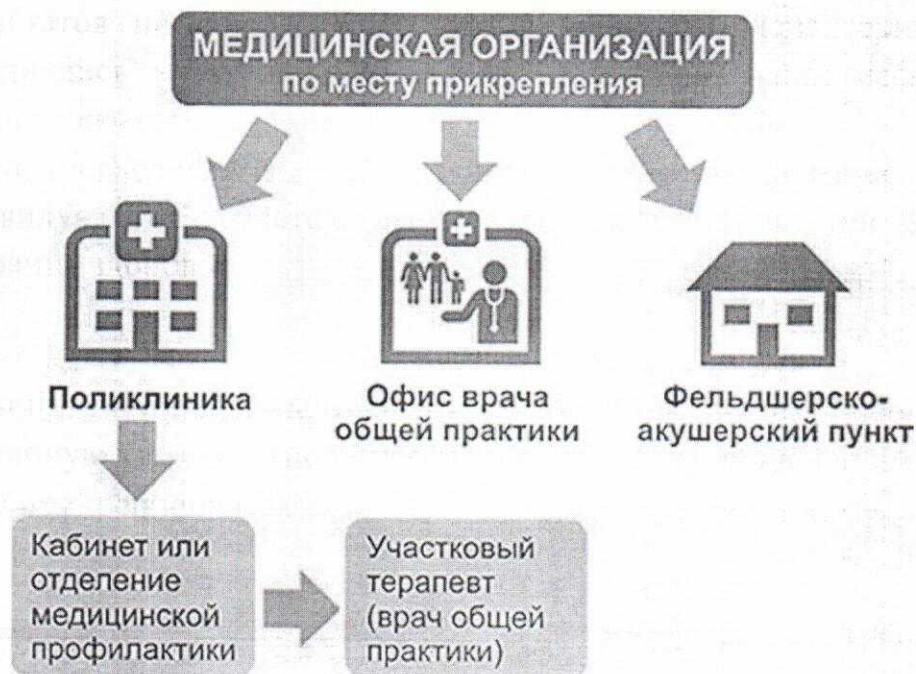 МЕДИЦИНСКАЯ ОРГАНИЗАЦИЯ
по месту прикрепления
Поликлиника
Офис врача
общей практики
Фельдшерско-
акушерский пункт
Кабинет или
отделение
медицинской
профилактики
Участковый
терапевт
(врач общей
практики)